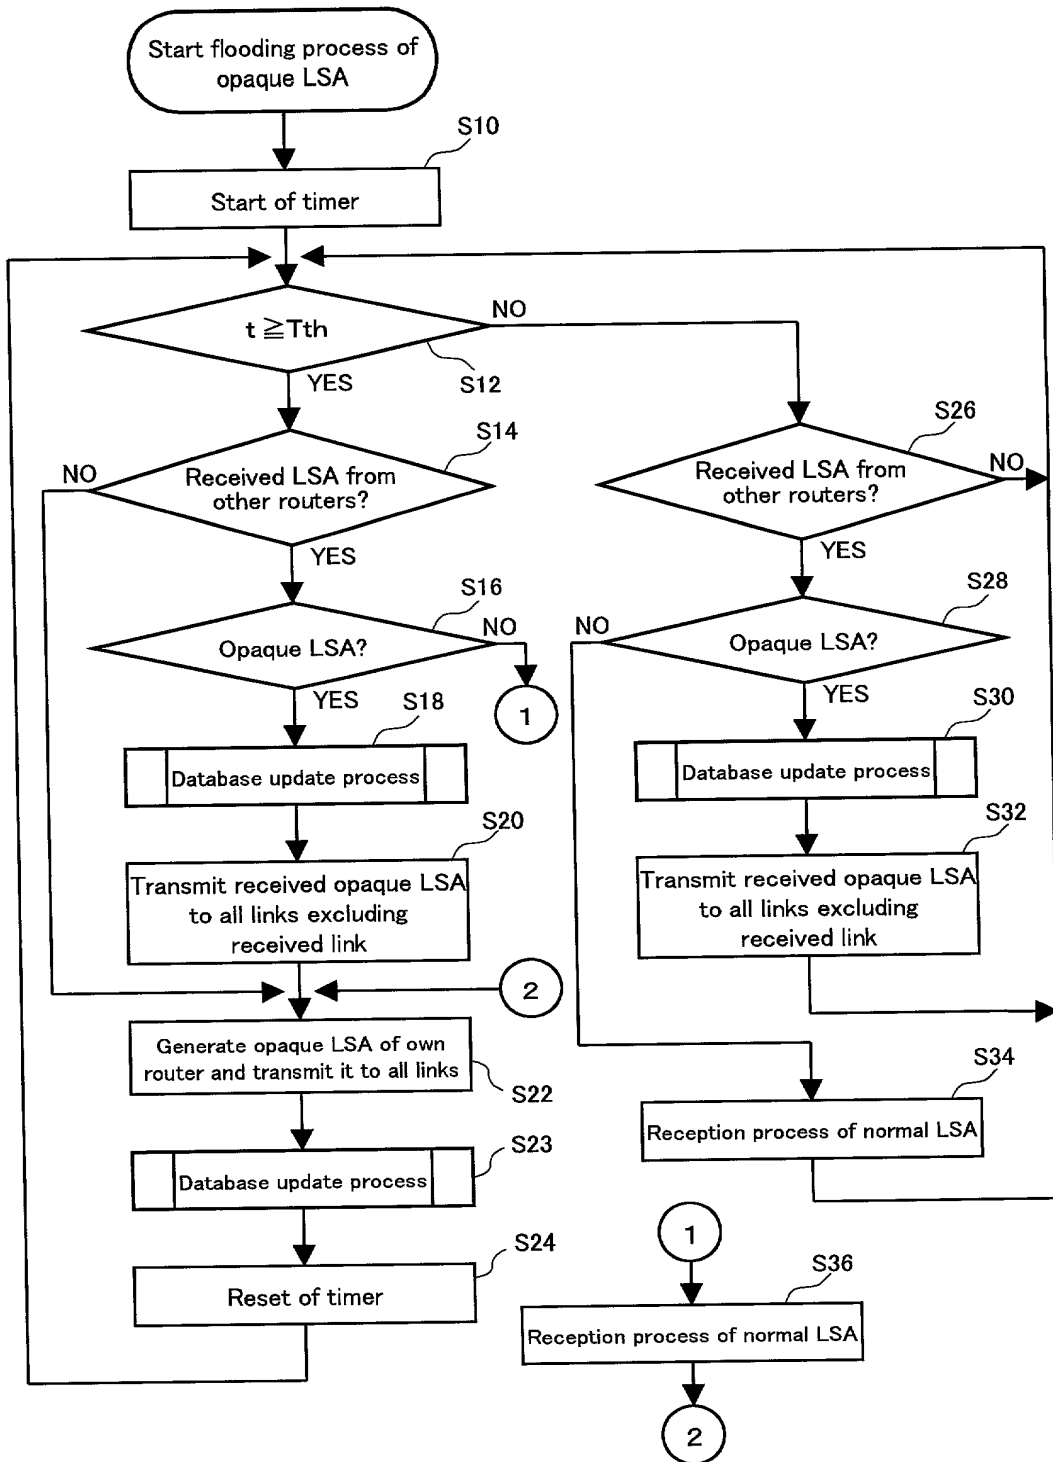 Start flooding process of
opaque LSA
S10
Start of timer
t ≧Tth
NO
S12
YES
S14
NO
Received LSA from
other routers?
YES
S16
Opaque LSA?
NO
YES
1
S18
Database update process
S20
Transmit received opaque LSA
to all links excluding
received link
2
Generate opaque LSA of own
router and transmit it to all links
S22
S23
Database update process
S24
Reset of timer
S26
Received LSA from
other routers?
NO
YES
S28
NO
Opaque LSA?
YES
S30
Database update process
S32
Transmit received opaque LSA
to all links excluding
received link
S34
Reception process of normal LSA
1
S36
Reception process of normal LSA
2